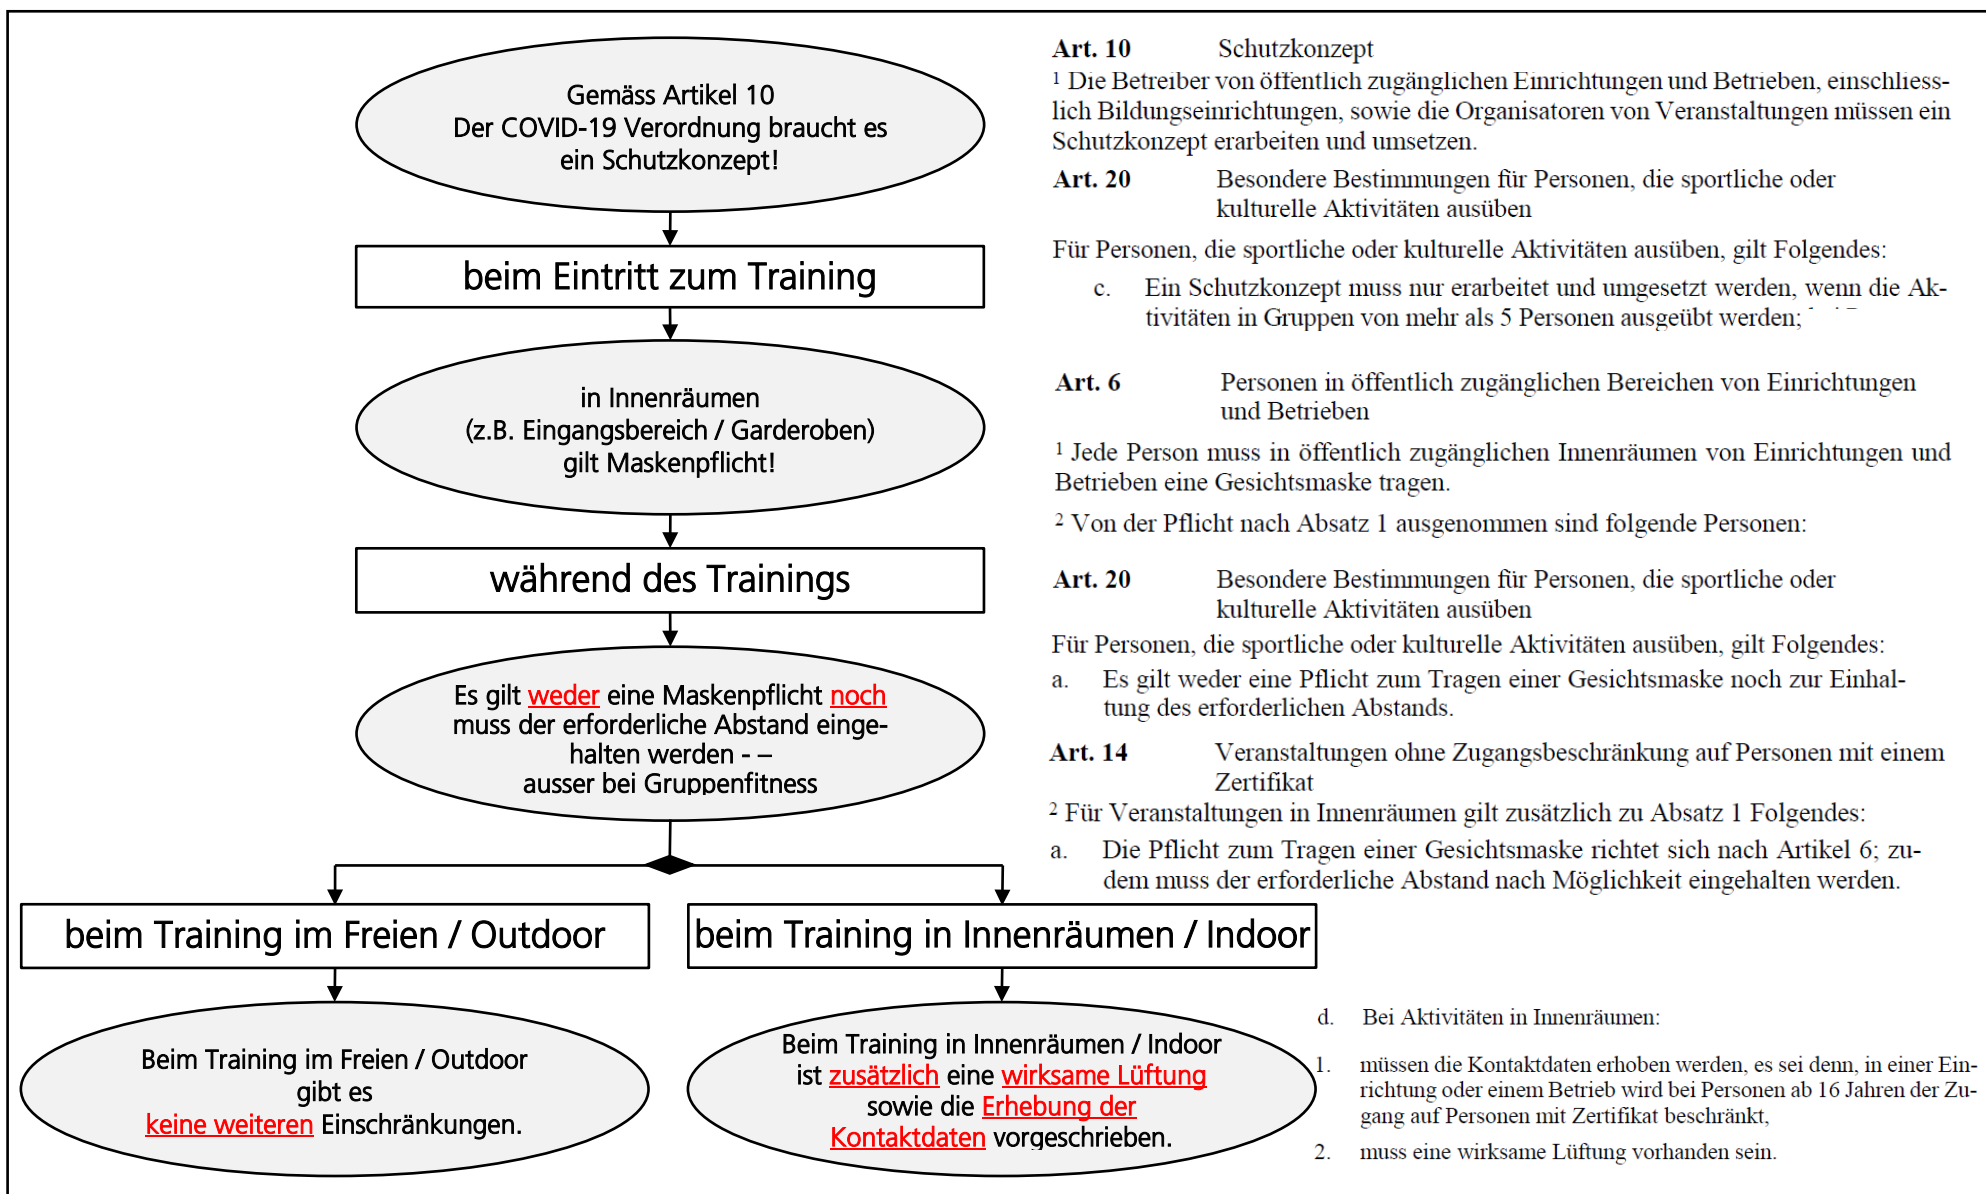 Gemäss Artikel 10
Der COVID-19 Verordnung braucht es
ein Schutzkonzept!
beim Eintritt zum Training
in Innenräumen
(z.B. Eingangsbereich / Garderoben)
gilt Maskenpflicht!
während des Trainings
Es gilt weder eine Maskenpflicht noch
muss der erforderliche Abstand einge-
halten werden - –
ausser bei Gruppenfitness
beim Training im Freien / Outdoor
Beim Training im Freien / Outdoor
gibt es
keine weiteren Einschränkungen.
beim Training in Innenräumen / Indoor
Beim Training in Innenräumen / Indoor
ist zusätzlich eine wirksame Lüftung
sowie die Erhebung der
Kontaktdaten vorgeschrieben.
Art. 10 Schutzkonzept
1 Die Betreiber von öffentlich zugänglichen Einrichtungen und Betrieben, einschliess-
lich Bildungseinrichtungen, sowie die Organisatoren von Veranstaltungen müssen ein
Schutzkonzept erarbeiten und umsetzen.
Art. 20 Besondere Bestimmungen für Personen, die sportliche oder
kulturelle Aktivitäten ausüben
Für Personen, die sportliche oder kulturelle Aktivitäten ausüben, gilt Folgendes:
c. Ein Schutzkonzept muss nur erarbeitet und umgesetzt werden, wenn die Ak-
tivitäten in Gruppen von mehr als 5 Personen ausgeübt werden;
Art. 6 Personen in öffentlich zugänglichen Bereichen von Einrichtungen
und Betrieben
1 Jede Person muss in öffentlich zugänglichen Innenräumen von Einrichtungen und
Betrieben eine Gesichtsmaske tragen.
2 Von der Pflicht nach Absatz 1 ausgenommen sind folgende Personen:
Art. 20 Besondere Bestimmungen für Personen, die sportliche oder
kulturelle Aktivitäten ausüben
Für Personen, die sportliche oder kulturelle Aktivitäten ausüben, gilt Folgendes:
a. Es gilt weder eine Pflicht zum Tragen einer Gesichtsmaske noch zur Einhal-
tung des erforderlichen Abstands.
Art. 14 Veranstaltungen ohne Zugangsbeschränkung auf Personen mit einem
Zertifikat
2 Für Veranstaltungen in Innenräumen gilt zusätzlich zu Absatz 1 Folgendes:
a. Die Pflicht zum Tragen einer Gesichtsmaske richtet sich nach Artikel 6; zu-
dem muss der erforderliche Abstand nach Möglichkeit eingehalten werden.
d. Bei Aktivitäten in Innenräumen:
1. müssen die Kontaktdaten erhoben werden, es sei denn, in einer Ein-
richtung oder einem Betrieb wird bei Personen ab 16 Jahren der Zu-
gang auf Personen mit Zertifikat beschränkt,
2. muss eine wirksame Lüftung vorhanden sein.